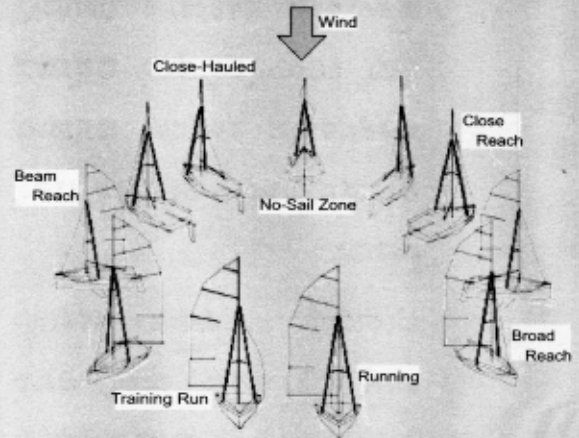 Wind
Close-Hauled
Close
Reach
Beam
Reach
No-Sail Zone
Broad
Reach
Running
Training Run